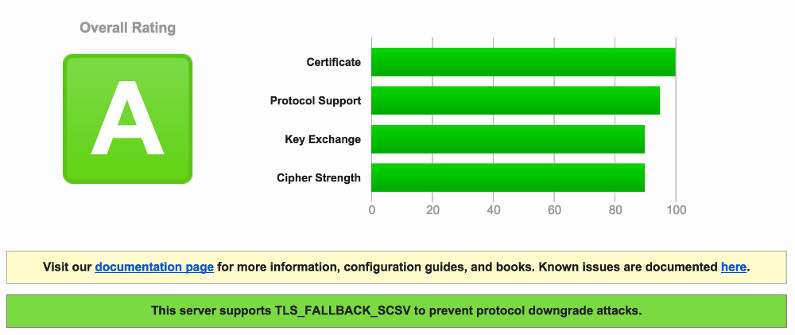 Overall Rating
A
Certificate
Protocol Support
Key Exchange
Cipher Strength
0 20 40 60 80 100
Visit our documentation page for more information, configuration guides, and books. Known issues are documented here.
This server supports TLS_FALLBACK_SCSV to prevent protocol downgrade attacks.